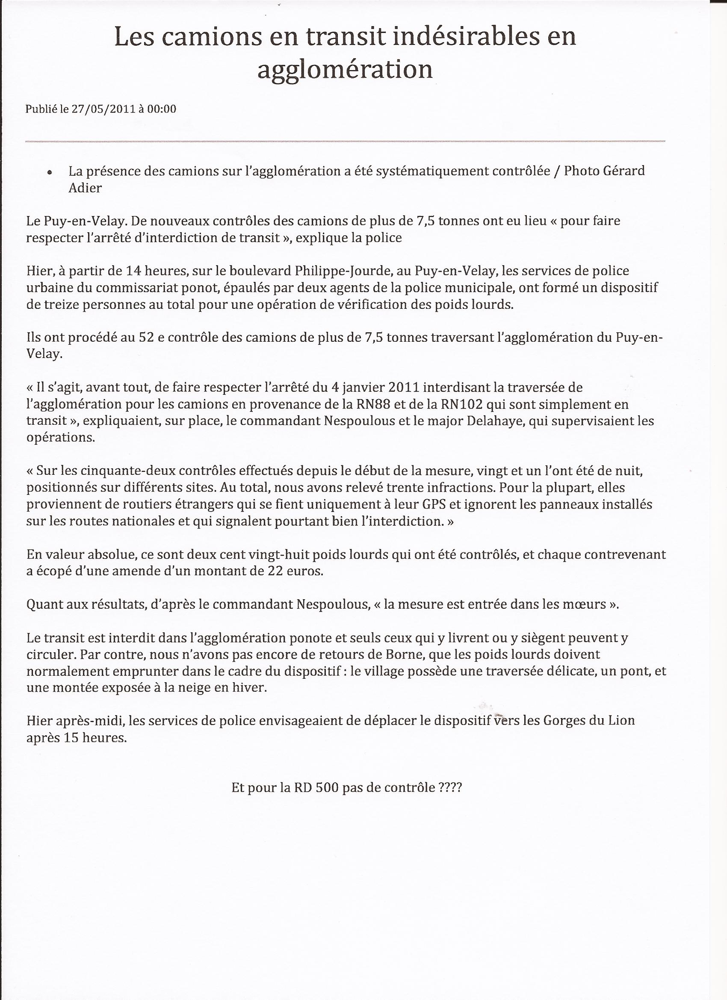 Les camions en transit indésirables en
agglomération
Publié le 27/05/2011 à 00:00
• La présence des camions sur l'agglomération a été systématiquement contrôlée / Photo Gérard
Adier
Le Puy-en-Velay. De nouveaux contrôles des camions de plus de 7,5 tonnes ont eu lieu « pour faire
respecter l'arrêté d'interdiction de transit », explique la police
Hier, à partir de 14 heures, sur le boulevard Philippe-Jourde, au Puy-en-Velay, les services de police
urbaine du commissariat ponot, épaulés par deux agents de la police municipale, ont formé un dispositif
de treize personnes au total pour une opération de vérification des poids lourds.
Ils ont procédé au 52 e contrôle des camions de plus de 7,5 tonnes traversant l'agglomération du Puy-en-
Velay.
« Il s'agit, avant tout, de faire respecter l'arrêté du 4 janvier 2011 interdisant la traversée de
l'agglomération pour les camions en provenance de la RN88 et de la RN102 qui sont simplement en
transit », expliquaient, sur place, le commandant Nespoulous et le major Delahaye, qui supervisaient les
opérations.
« Sur les cinquante-deux contrôles effectués depuis le début de la mesure, vingt et un l'ont été de nuit,
positionnés sur différents sites. Au total, nous avons relevé trente infractions. Pour la plupart, elles
proviennent de routiers étrangers qui se fient uniquement à leur GPS et ignorent les panneaux installés
sur les routes nationales et qui signalent pourtant bien l'interdiction. »
En valeur absolue, ce sont deux cent vingt-huit poids lourds qui ont été contrôlés, et chaque contrevenant
a écopé d'une amende d'un montant de 22 euros.
Quant aux résultats, d'après le commandant Nespoulous, « la mesure est entrée dans les mœurs ».
Le transit est interdit dans l'agglomération ponote et seuls ceux qui y livrent ou y siègent peuvent y
circuler. Par contre, nous n'avons pas encore de retours de Borne, que les poids lourds doivent
normalement emprunter dans le cadre du dispositif : le village possède une traversée délicate, un pont, et
une montée exposée à la neige en hiver.
Hier après-midi, les services de police envisageaient de déplacer le dispositif vers les Gorges du Lion
après 15 heures.
Et pour la RD 500 pas de contrôle ????